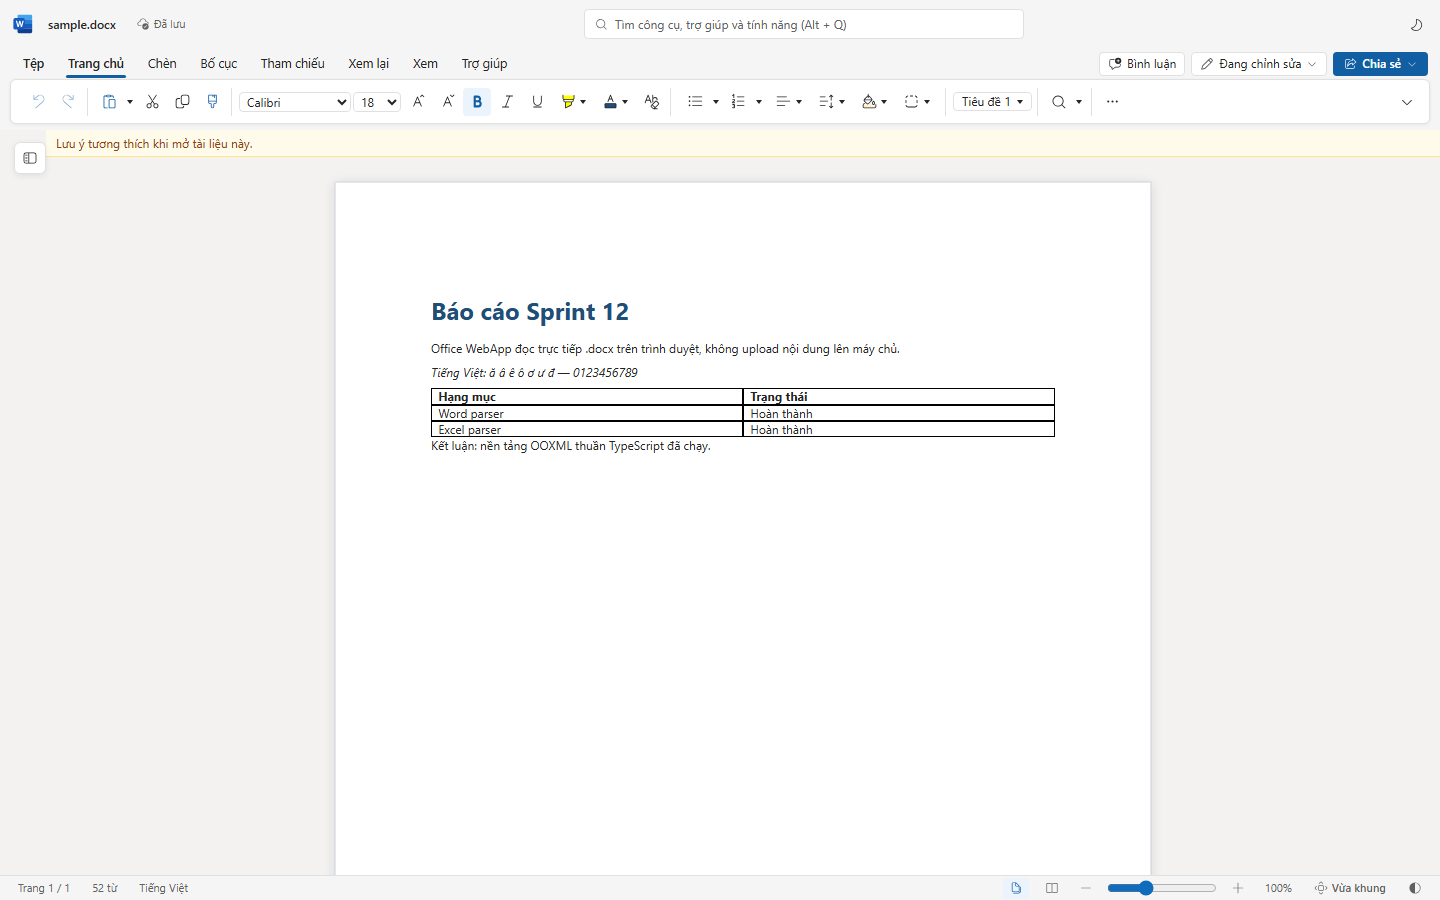 sample.docx
Đã lưu
Tìm công cụ, trợ giúp và tính năng (Alt + Q)
Tệp
Trang chủ
Chèn
Bố cục
Tham chiếu
Xem lại
Xem
Trợ giúp
Bình luận
Đang chỉnh sửa
Chia sẻ
Calibri
18
Tiêu đề 1
Lưu ý tương thích khi mở tài liệu này.
Báo cáo Sprint 12
Office WebApp đọc trực tiếp .docx trên trình duyệt, không upload nội dung lên máy chủ.
Tiếng Việt: ă â ê ô ơ ư đ — 0123456789
Hạng mục
Trạng thái
Word parser
Hoàn thành
Excel parser
Hoàn thành
Kết luận: nền tảng OOXML thuần TypeScript đã chạy.
Trang 1 / 1
52 từ
Tiếng Việt
100%
Vừa khung